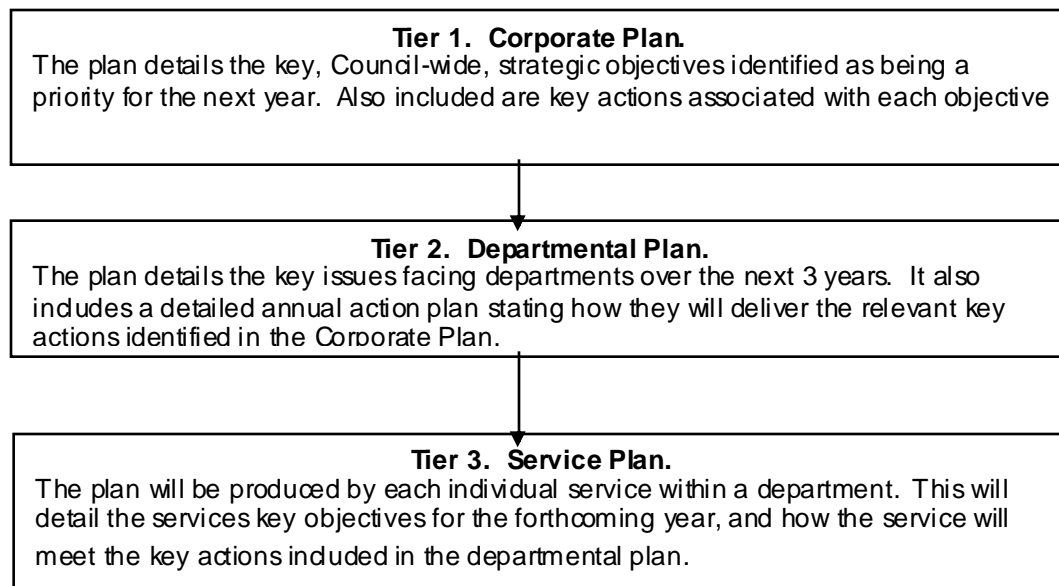 Tier 1. Corporate Plan.
The plan details the key, Council-wide, strategic objectives identified as being a
priority for the next year. Also included are key actions associated with each objective
Tier 2. Departmental Plan.
The plan details the key issues facing departments over the next 3 years. It also
includes a detailed annual action plan stating how they will deliver the relevant key
actions identified in the Corporate Plan.
Tier 3. Service Plan.
The plan will be produced by each individual service within a department. This will
detail the services key objectives for the forthcoming year, and how the service will
meet the key actions included in the departmental plan.